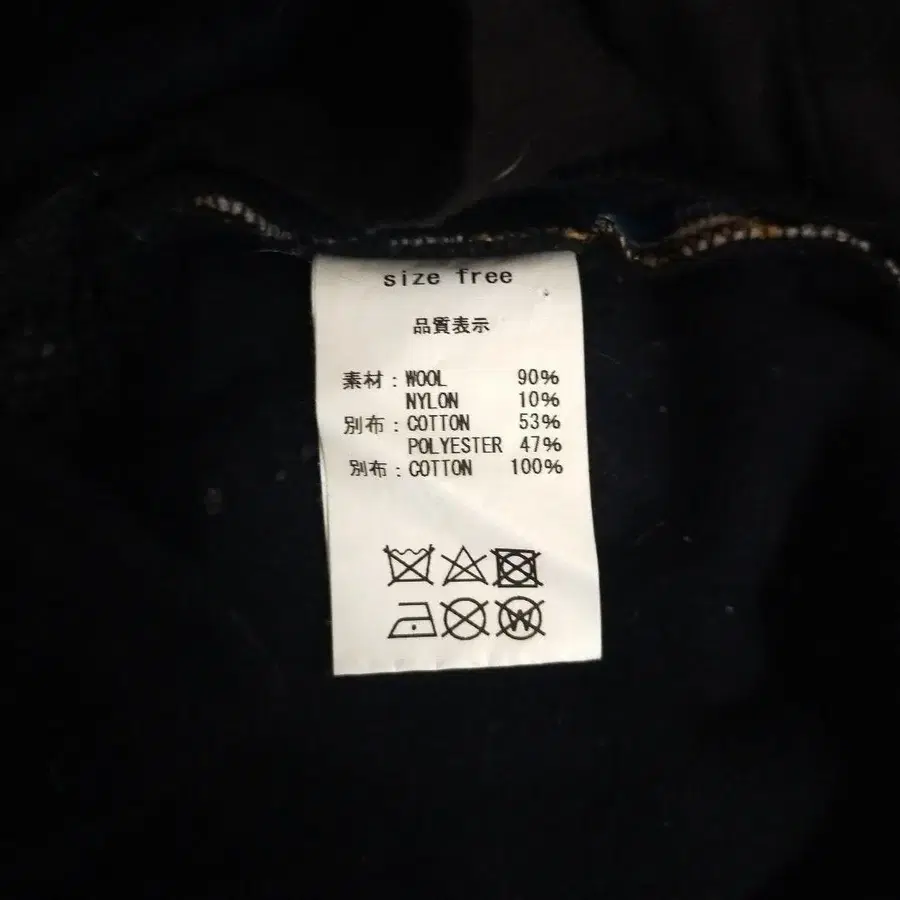 size free
品質表示
素材：WOOL 90%
NYLON 10%
別布：COTTON 53%
POLYESTER 47%
別布：COTTON 100%
W